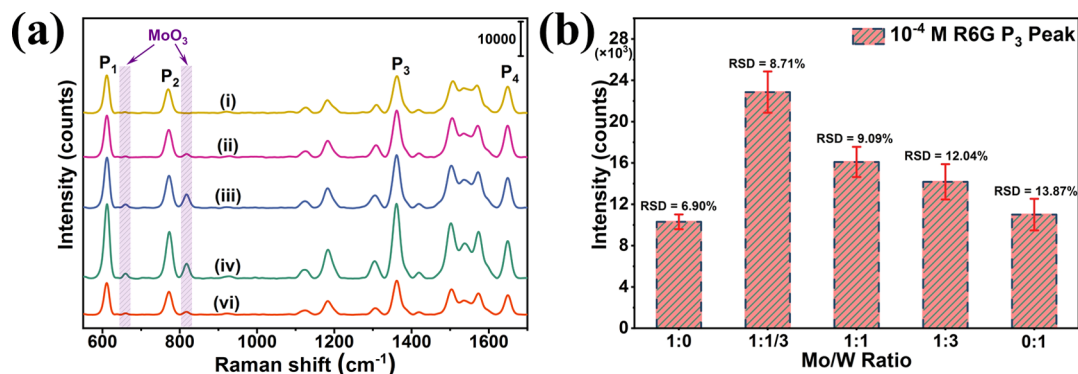 (a)
MoO₃
10000
P₁
P₂
P₃
P₄
(i)
(ii)
(iii)
(iv)
(vi)
Intensity (counts)
600 800 1000 1200 1400 1600
Raman shift (cm⁻¹)
(b)
10⁻⁴ M R6G P₃ Peak
28
(×10³)
24
20
16
12
8
4
0
Intensity (counts)
RSD = 6.90%
RSD = 8.71%
RSD = 9.09%
RSD = 12.04%
RSD = 13.87%
1:0 1:1/3 1:1 1:3 0:1
Mo/W Ratio